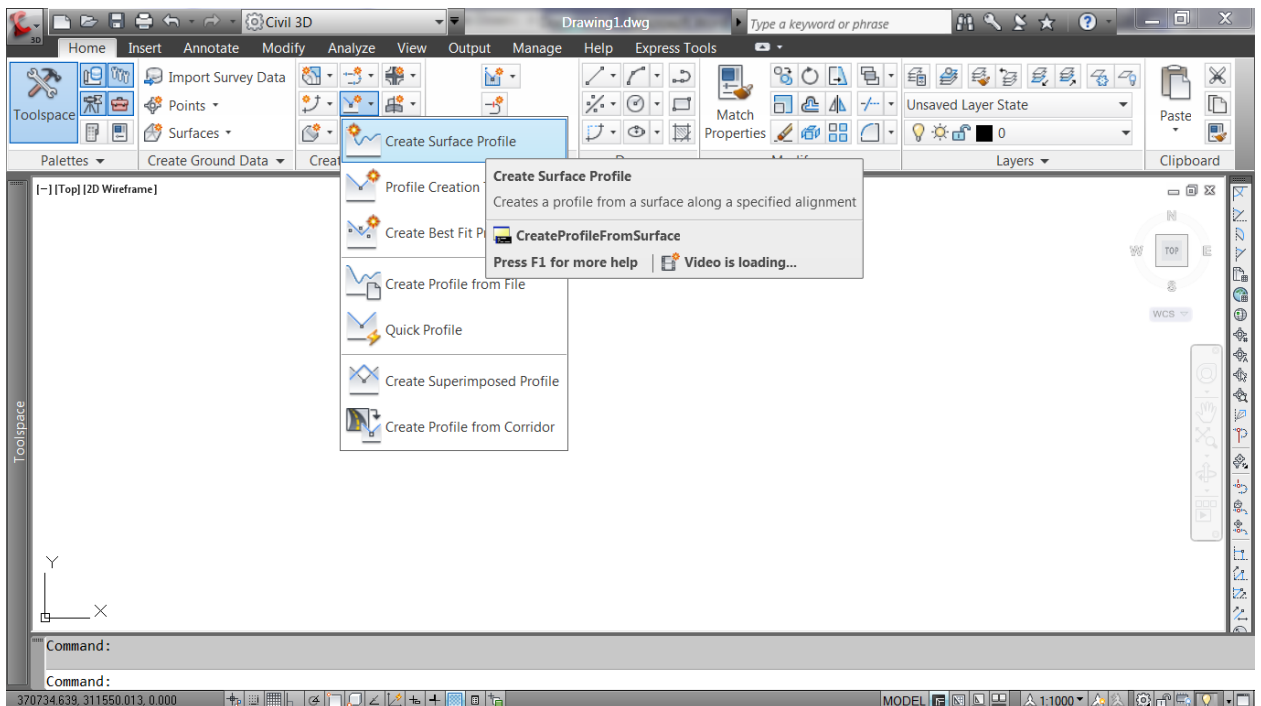 Civil 3D
Drawing1.dwg
Type a keyword or phrase
3D
Home Insert Annotate Modify Analyze View Output Manage Help Express Tools
Toolspace
Import Survey Data
Points
Surfaces
Match
Properties
Unsaved Layer State
0
Paste
Palettes
Create Ground Data
Creat
Layers
Clipboard
[−] [Top] [2D Wireframe]
Create Surface Profile
Profile Creation
Create Best Fit P
Create Profile from File
Quick Profile
Create Superimposed Profile
Create Profile from Corridor
Create Surface Profile
Creates a profile from a surface along a specified alignment
CreateProfileFromSurface
Press F1 for more help
Video is loading...
N
W TOP E
S
WCS
Toolspace
Y
X
Command:
Command:
370734.639, 311550.013, 0.000
MODEL
1:1000